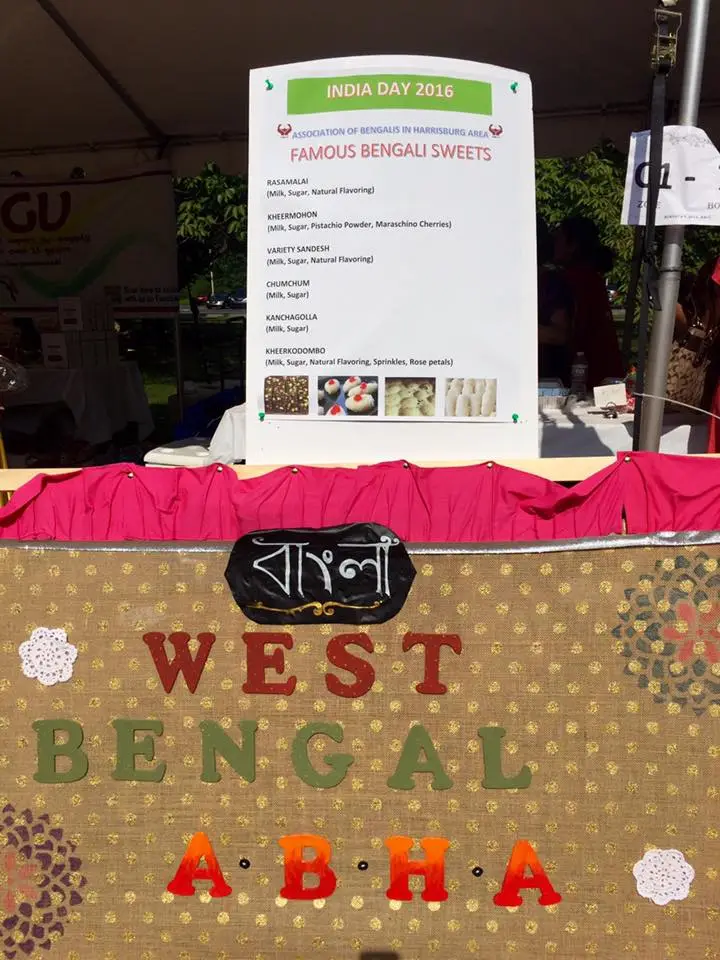 INDIA DAY 2016
ASSOCIATION OF BENGALIS IN HARRISBURG AREA
FAMOUS BENGALI SWEETS
RASAMALAI
(Milk, Sugar, Natural Flavoring)
KHEERMOHON
(Milk, Sugar, Pistachio Powder, Maraschino Cherries)
VARIETY SANDESH
(Milk, Sugar, Natural Flavoring)
CHUMCHUM
(Milk, Sugar)
KANCHAGOLLA
(Milk, Sugar)
KHEERKODOMBO
(Milk, Sugar, Natural Flavoring, Sprinkles, Rose petals)
GU
01 -
বাংলা
WEST
BENGAL
A.B.H.A